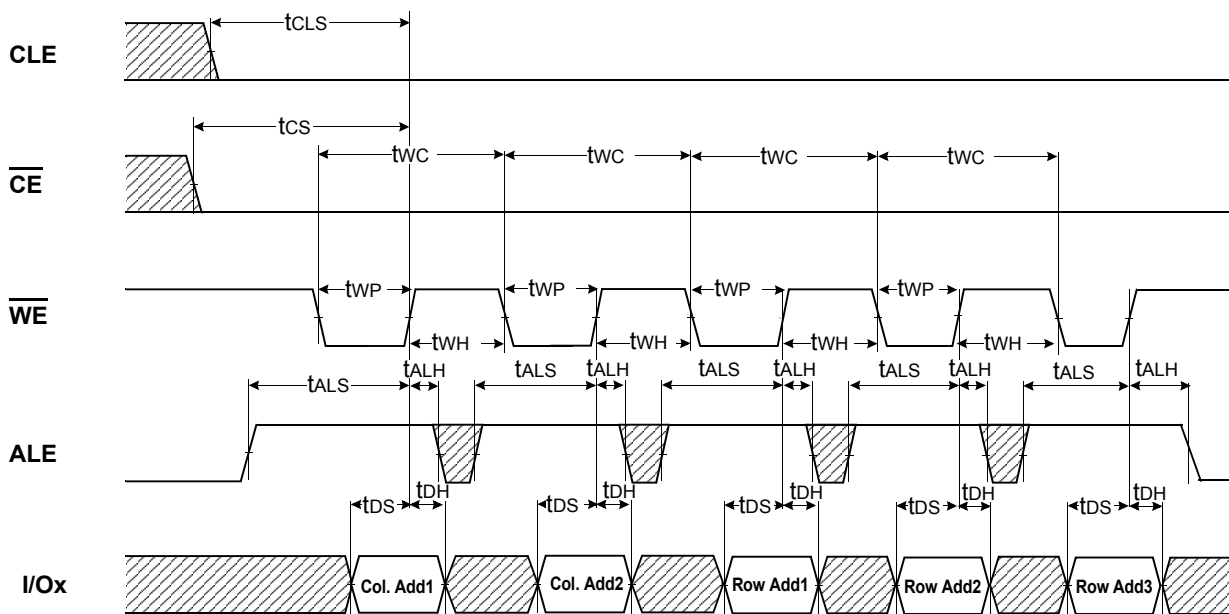 tCLS
CLE
tCS
tWC tWC tWC tWC
CE
tWP tWP tWP tWP
WE
tWH tWH tWH tWH
tALS tALH tALS tALH tALS tALH tALS tALH tALS tALH
ALE
tDS tDH tDS tDH tDS tDH tDS tDH tDS tDH
I/Ox Col. Add1 Col. Add2 Row Add1 Row Add2 Row Add3